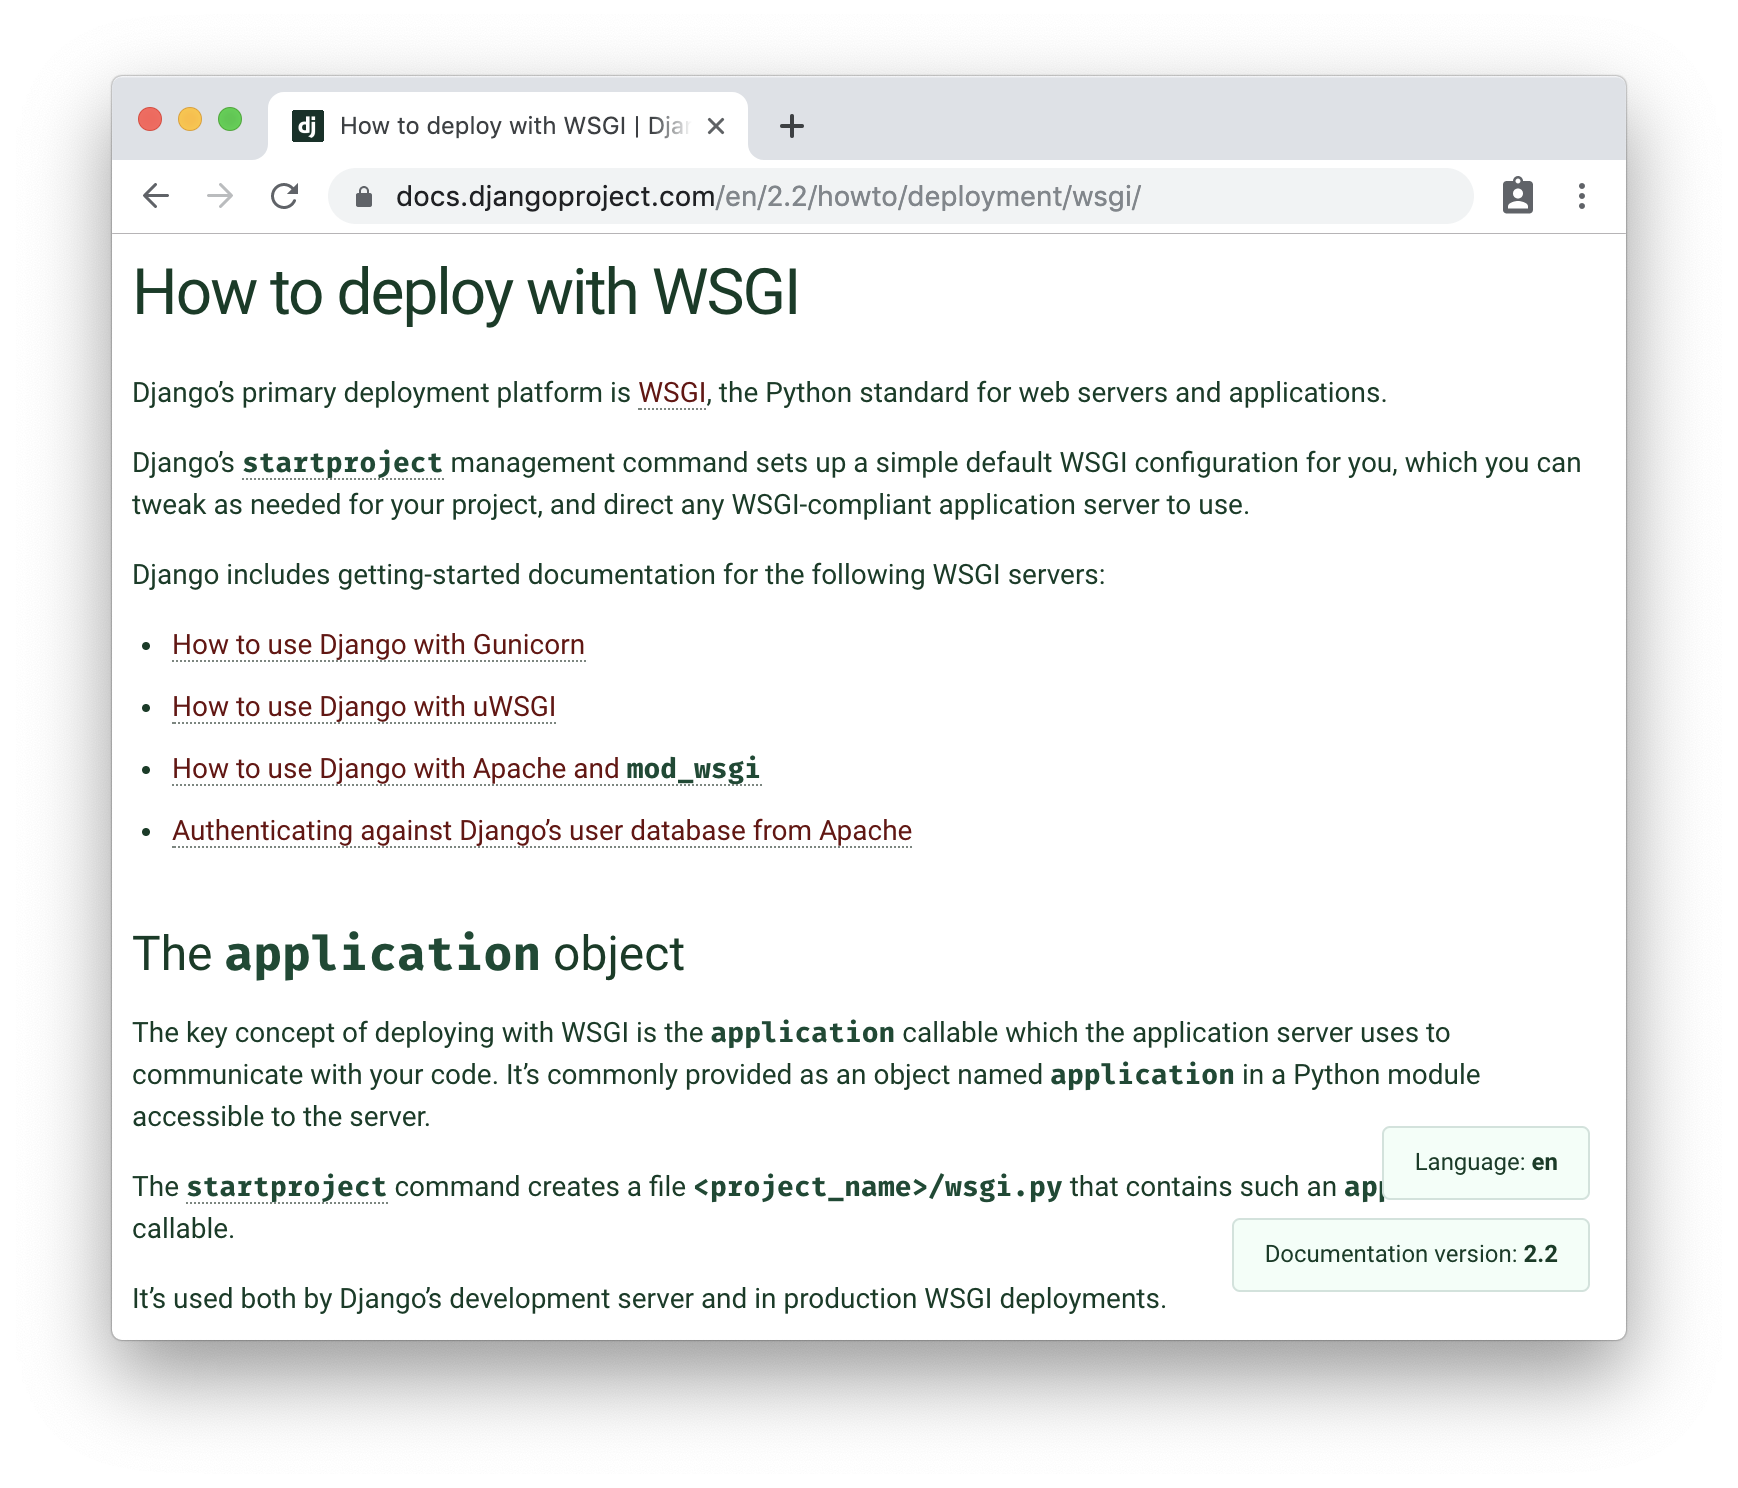 dj How to deploy with WSGI | Djan
docs.djangoproject.com/en/2.2/howto/deployment/wsgi/
How to deploy with WSGI
Django’s primary deployment platform is WSGI, the Python standard for web servers and applications.
Django’s startproject management command sets up a simple default WSGI configuration for you, which you can
tweak as needed for your project, and direct any WSGI-compliant application server to use.
Django includes getting-started documentation for the following WSGI servers:
• How to use Django with Gunicorn
• How to use Django with uWSGI
• How to use Django with Apache and mod_wsgi
• Authenticating against Django’s user database from Apache
The application object
The key concept of deploying with WSGI is the application callable which the application server uses to
communicate with your code. It’s commonly provided as an object named application in a Python module
accessible to the server.
The startproject command creates a file <project_name>/wsgi.py that contains such an
callable.
It’s used both by Django’s development server and in production WSGI deployments.
Language: en
Documentation version: 2.2